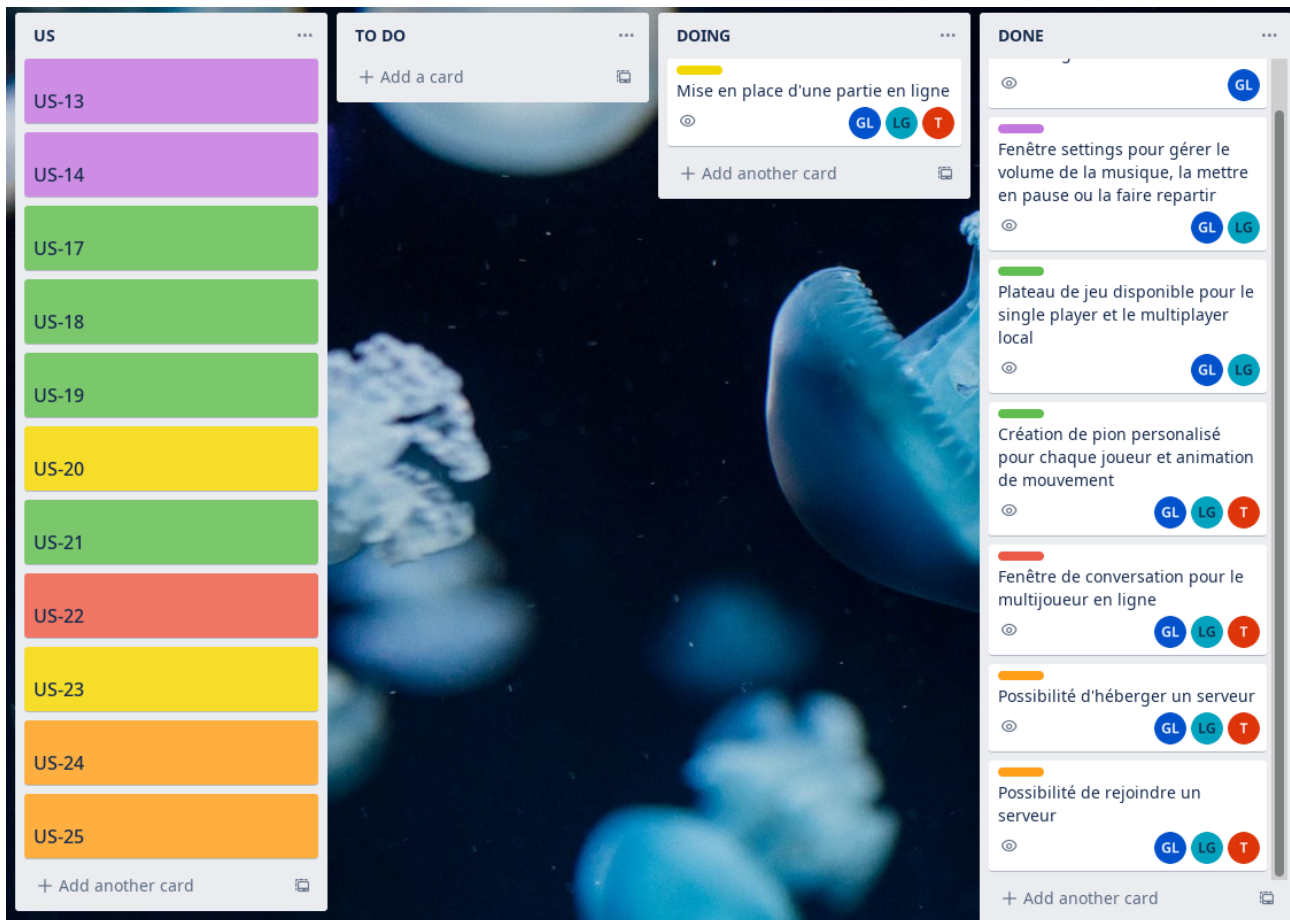 US
US-13
US-14
US-17
US-18
US-19
US-20
US-21
US-22
US-23
US-24
US-25
+ Add another card
TO DO
+ Add a card
DOING
Mise en place d'une partie en ligne
GL LG T
+ Add another card
DONE
GL
Fenêtre settings pour gérer le
volume de la musique, la mettre
en pause ou la faire repartir
GL LG
Plateau de jeu disponible pour le
single player et le multiplayer
local
GL LG
Création de pion personalisé
pour chaque joueur et animation
de mouvement
GL LG T
Fenêtre de conversation pour le
multijoueur en ligne
GL LG T
Possibilité d'héberger un serveur
GL LG T
Possibilité de rejoindre un
serveur
GL LG T
+ Add another card